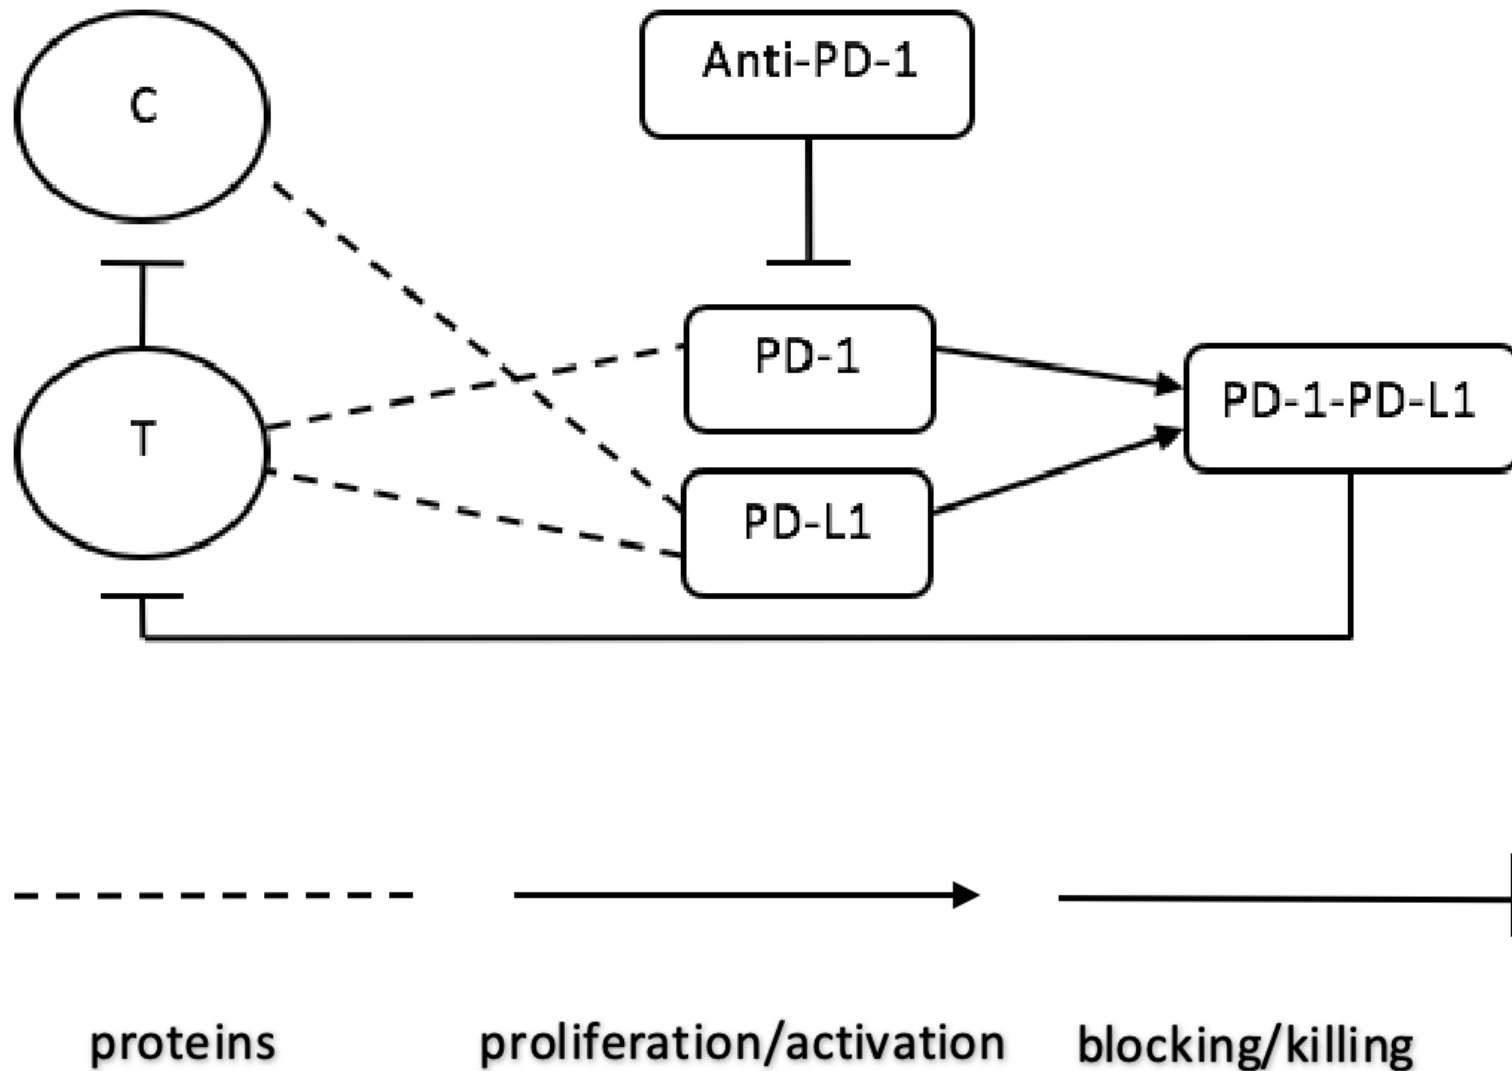 C
Anti-PD-1
PD-1
PD-1-PD-L1
T
PD-L1
proteins
proliferation/activation
blocking/killing